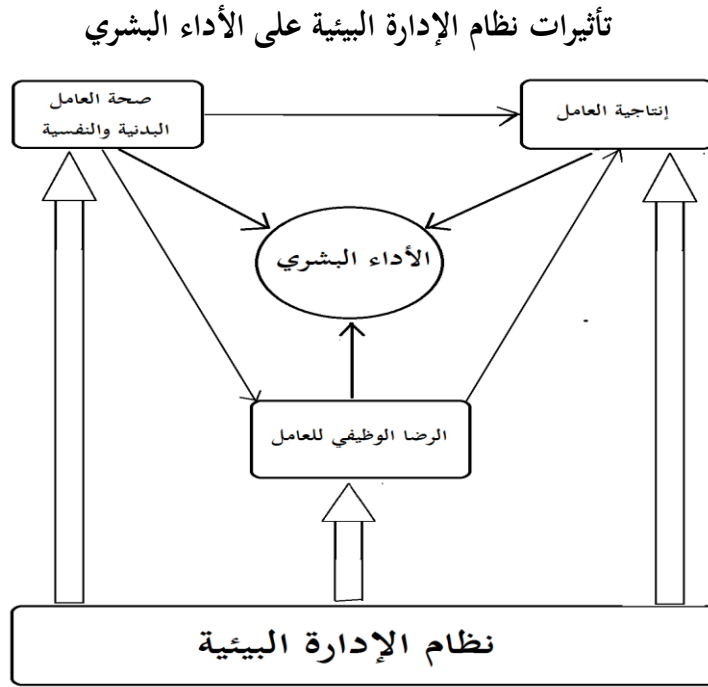 تأثيرات نظام الإدارة البيئية على الأداء البشري
إنتاجية العامل
صحة العامل
البدنية والنفسية
الأداء البشري
الرضا الوظيفي للعامل
نظام الإدارة البيئية